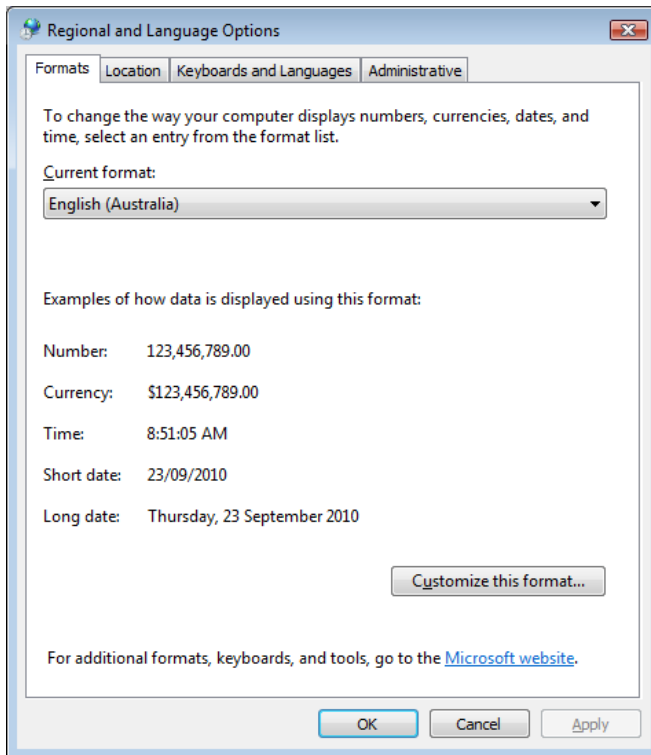 Regional and Language Options
Formats Location Keyboards and Languages Administrative
To change the way your computer displays numbers, currencies, dates, and
time, select an entry from the format list.
Current format:
English (Australia)
Examples of how data is displayed using this format:
Number: 123,456,789.00
Currency: $123,456,789.00
Time: 8:51:05 AM
Short date: 23/09/2010
Long date: Thursday, 23 September 2010
Customize this format...
For additional formats, keyboards, and tools, go to the Microsoft website.
OK Cancel Apply